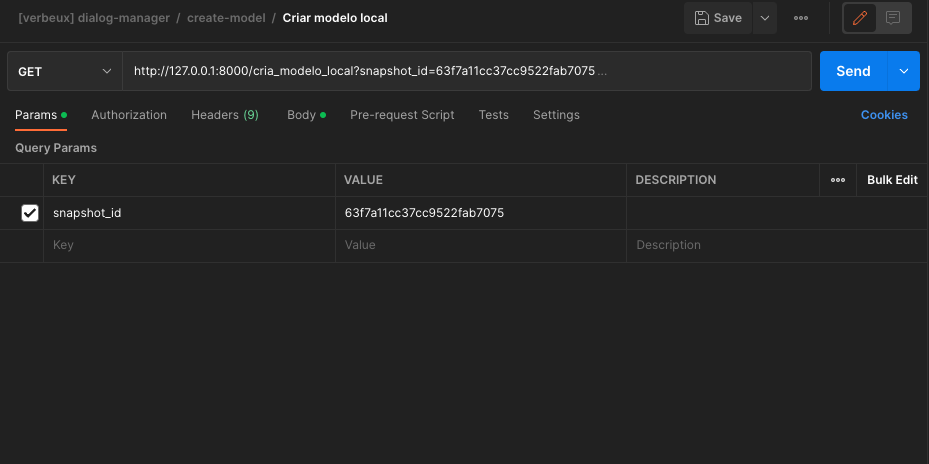 [verbeux] dialog-manager / create-model / Criar modelo local
Save
GET
http://127.0.0.1:8000/cria_modelo_local?snapshot_id=63f7a11cc37cc9522fab7075 ...
Send
Params Authorization Headers (9) Body Pre-request Script Tests Settings Cookies
Query Params
KEY VALUE DESCRIPTION Bulk Edit
snapshot_id 63f7a11cc37cc9522fab7075
Key Value Description